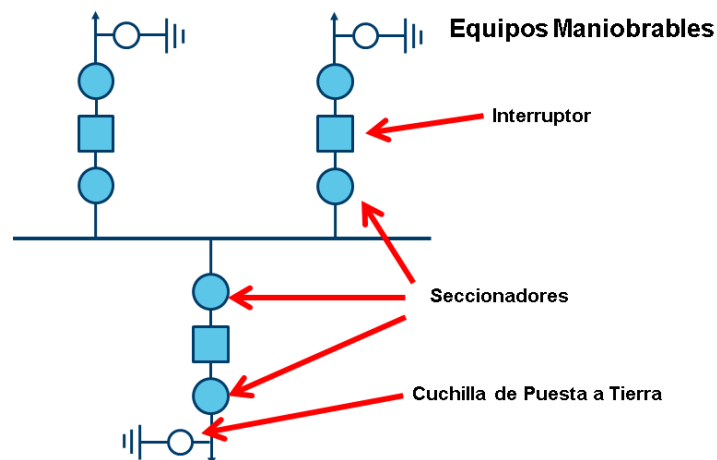 Equipos Maniobrables
Interruptor
Seccionadores
Cuchilla de Puesta a Tierra